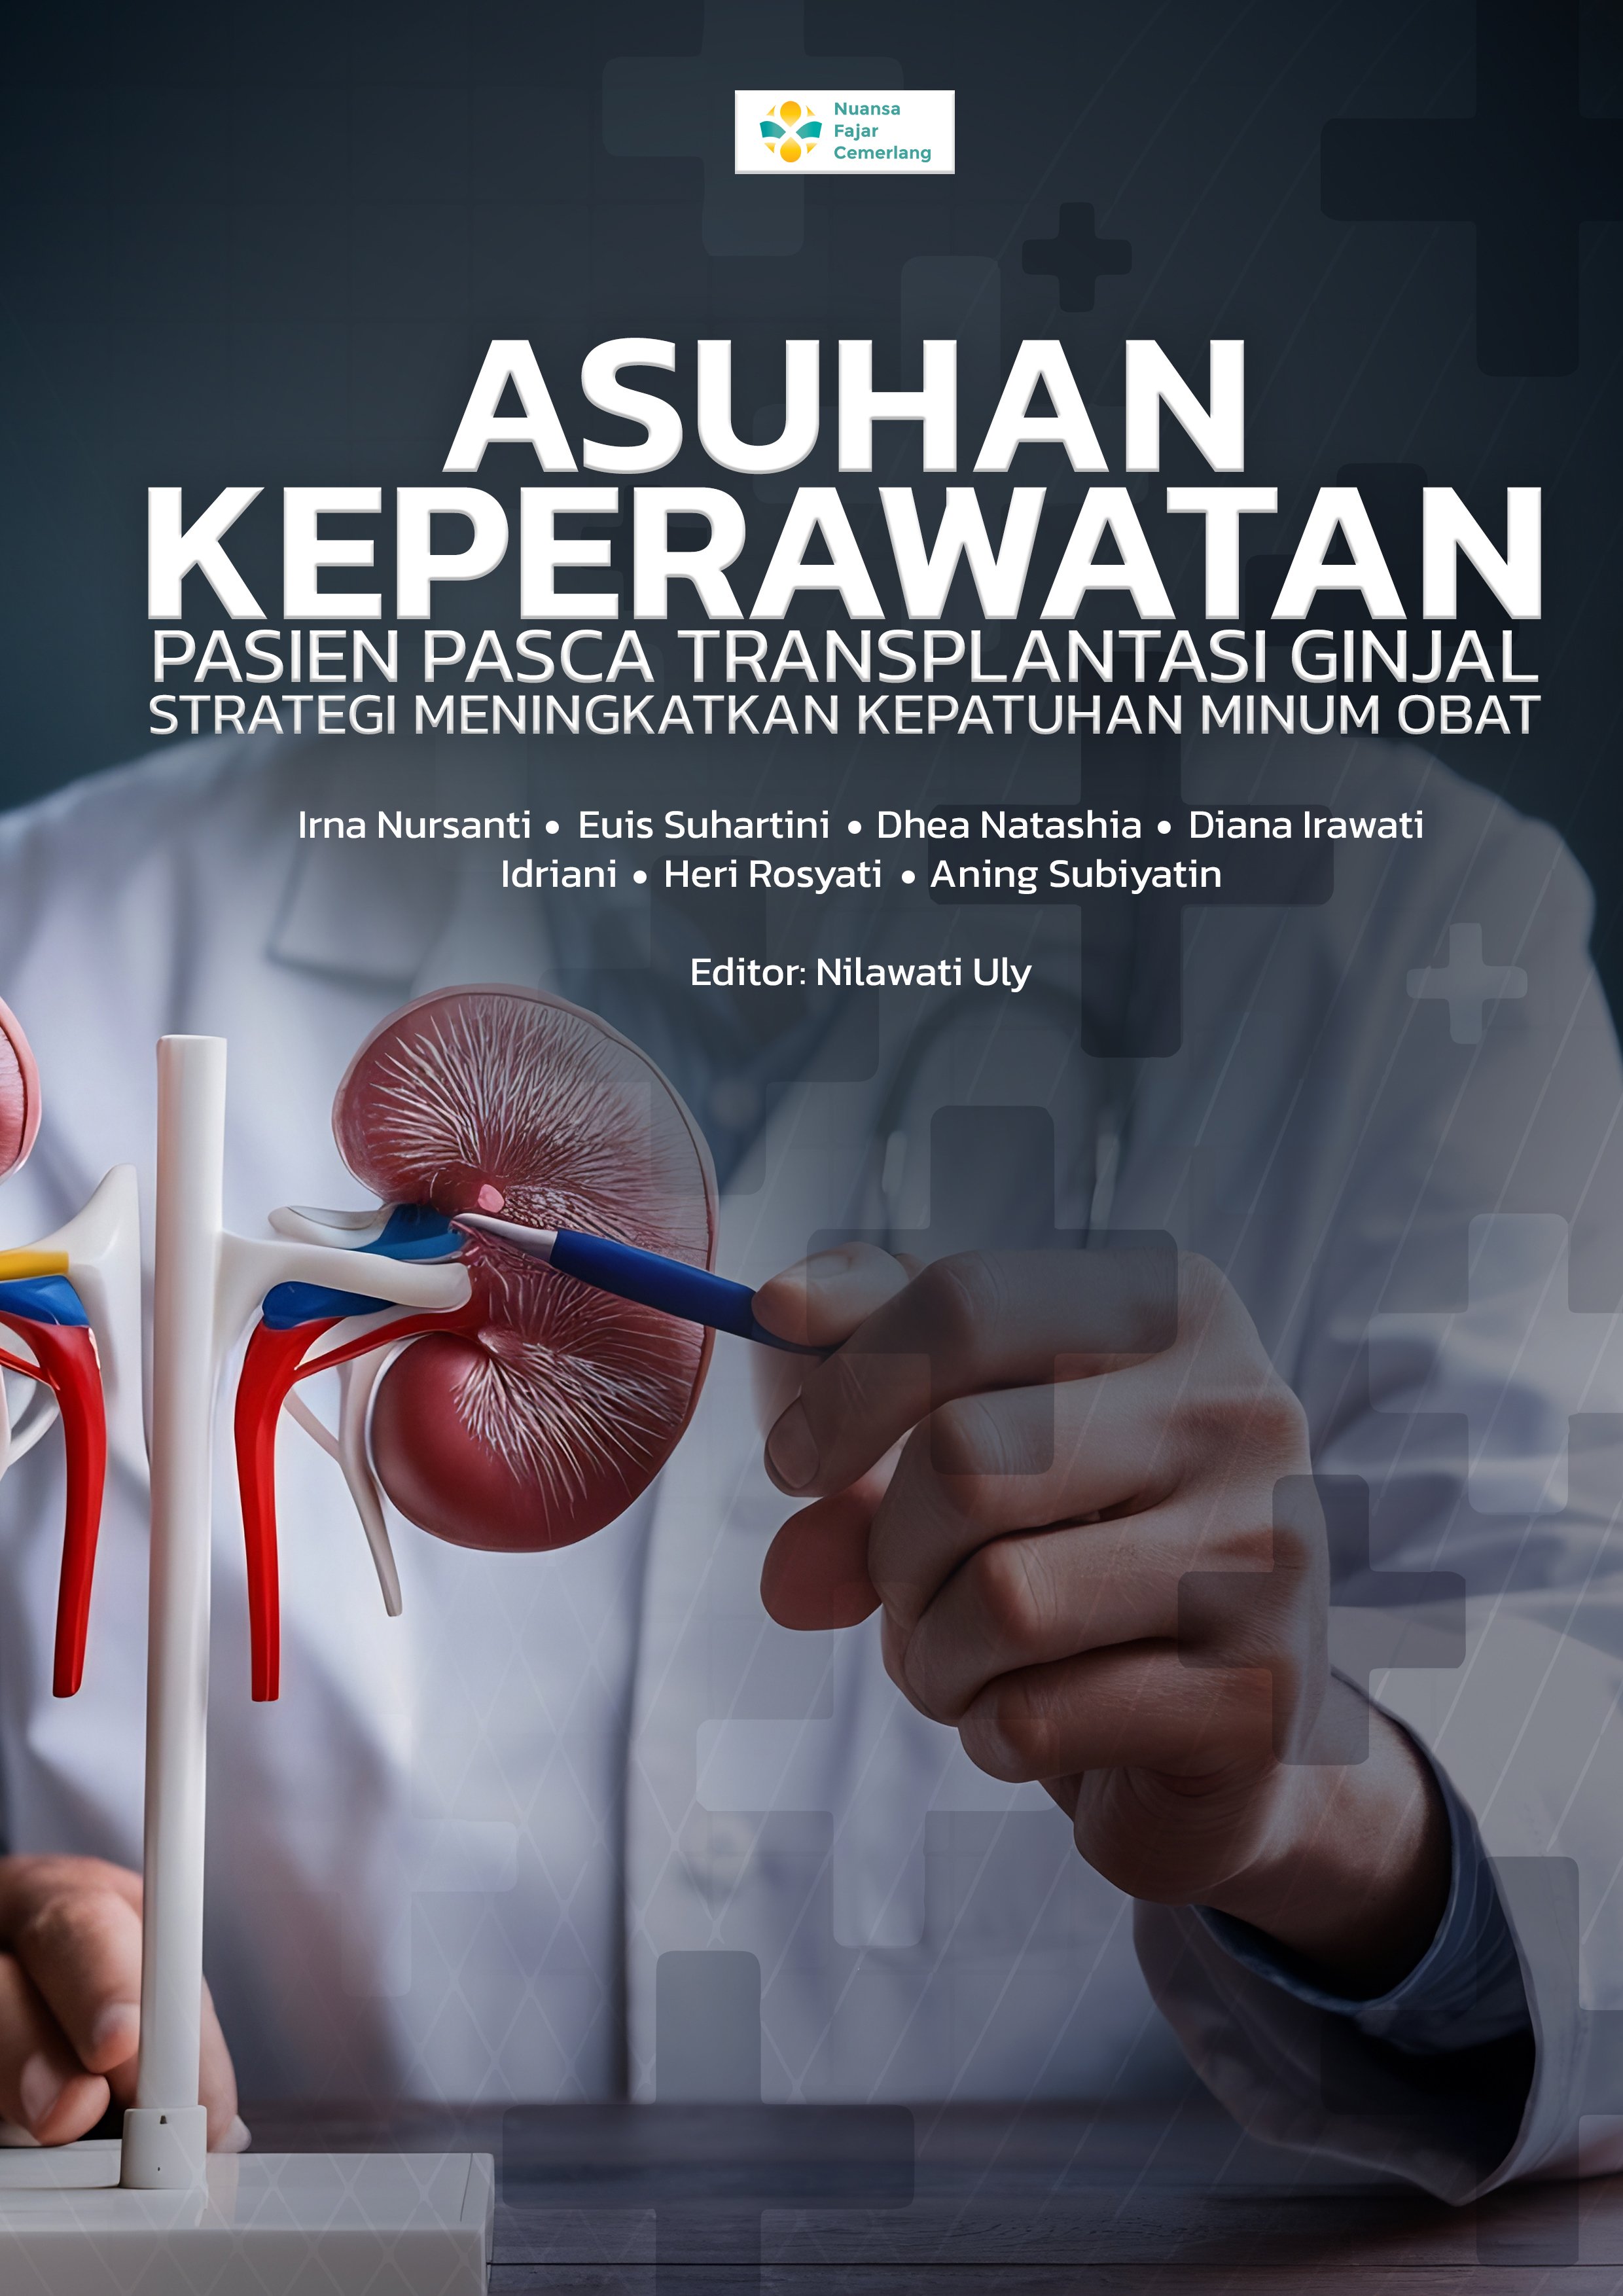 Nuansa
Fajar
Cemerlang
ASUHAN
KEPERAWATAN
PASIEN PASCA TRANSPLANTASI GINJAL
STRATEGI MENINGKATKAN KEPATUHAN MINUM OBAT
Irna Nursanti • Euis Suhartini • Dhea Natashia • Diana Irawati
Idriani • Heri Rosyati • Aning Subiyatin
Editor: Nilawati Uly